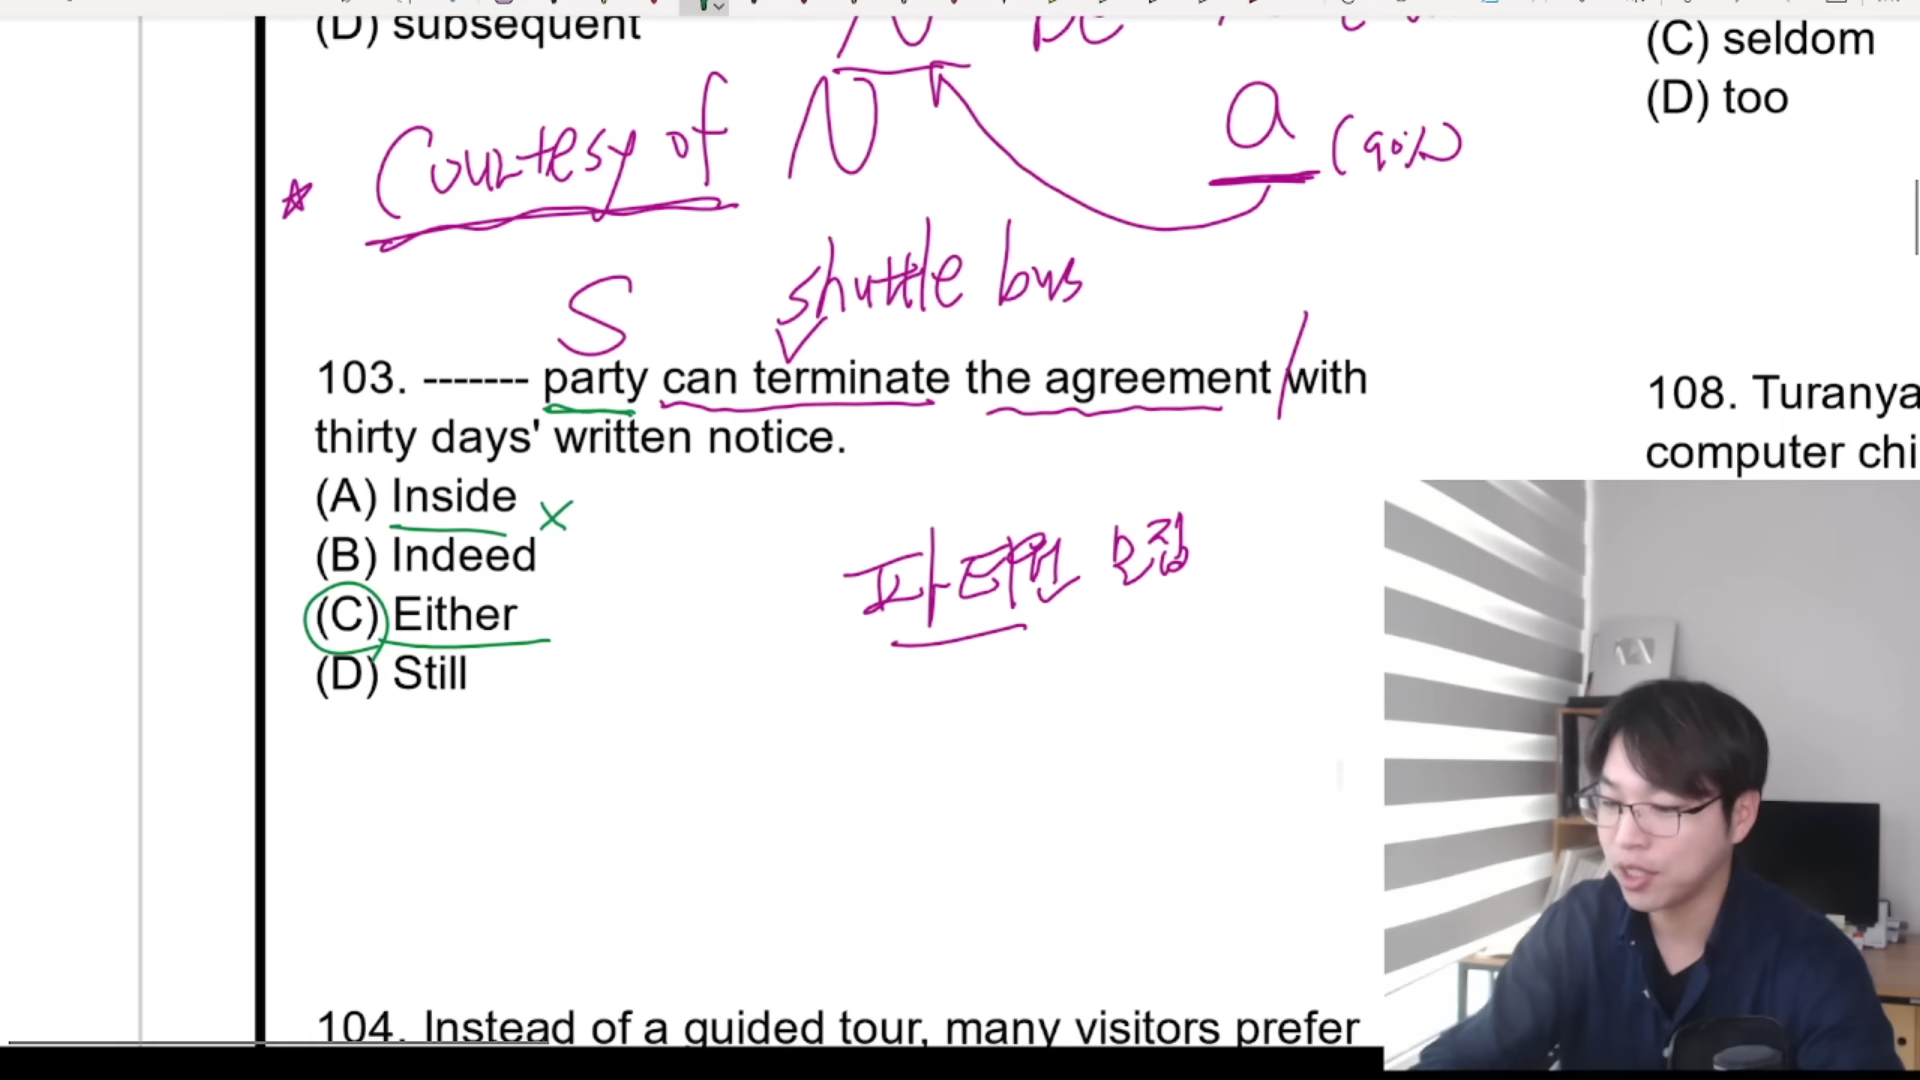 (D) subsequent
N
Courtesy of N
a (90%)
S
shuttle bus
103. ------- party can terminate the agreement with
thirty days' written notice.
(A) Inside
(B) Indeed
(C) Either
(D) Still
파티원 모집
104. Instead of a guided tour, many visitors prefer
(C) seldom
(D) too
108. Turanya
computer chi